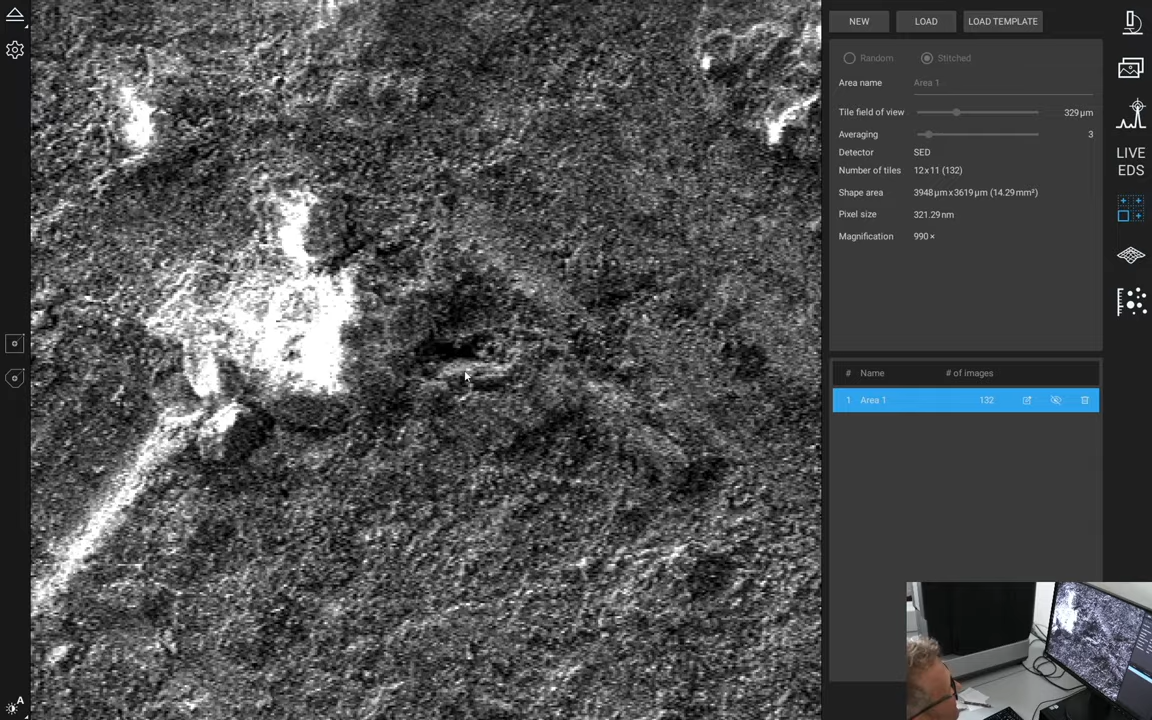 NEW LOAD LOAD TEMPLATE
Random Stitched
Area name Area 1
Tile field of view 329 µm
Averaging 3
Detector SED
Number of tiles 12 x 11 (132)
Shape area 3948 µm x 3619 µm (14.29 mm²)
Pixel size 321.29 nm
Magnification 990 ×
# Name # of images
1 Area 1 132
LIVE
EDS
A